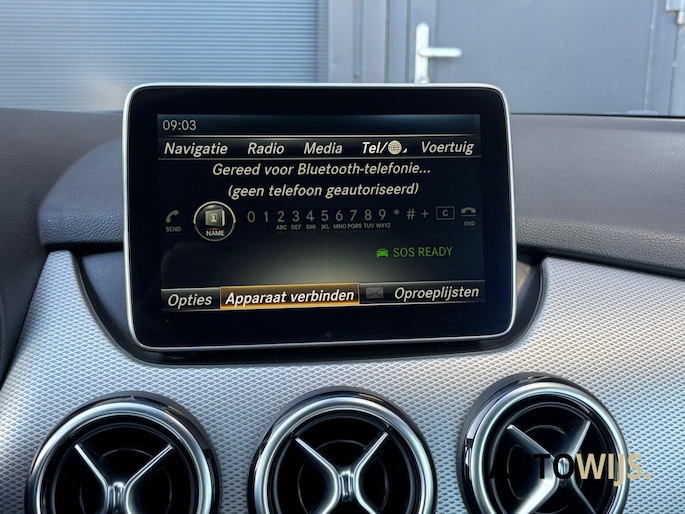 09:03
Navigatie Radio Media Tel/ Voertuig
Gereed voor Bluetooth-telefonie...
(geen telefoon geautoriseerd)
0 1 2 3 4 5 6 7 8 9 * # + C
ABC DEF GHI JKL MNO PQRS TUV WXYZ
SEND NAME END
SOS READY
Opties Apparaat verbinden Oproeplijsten
AUTOWIJS.